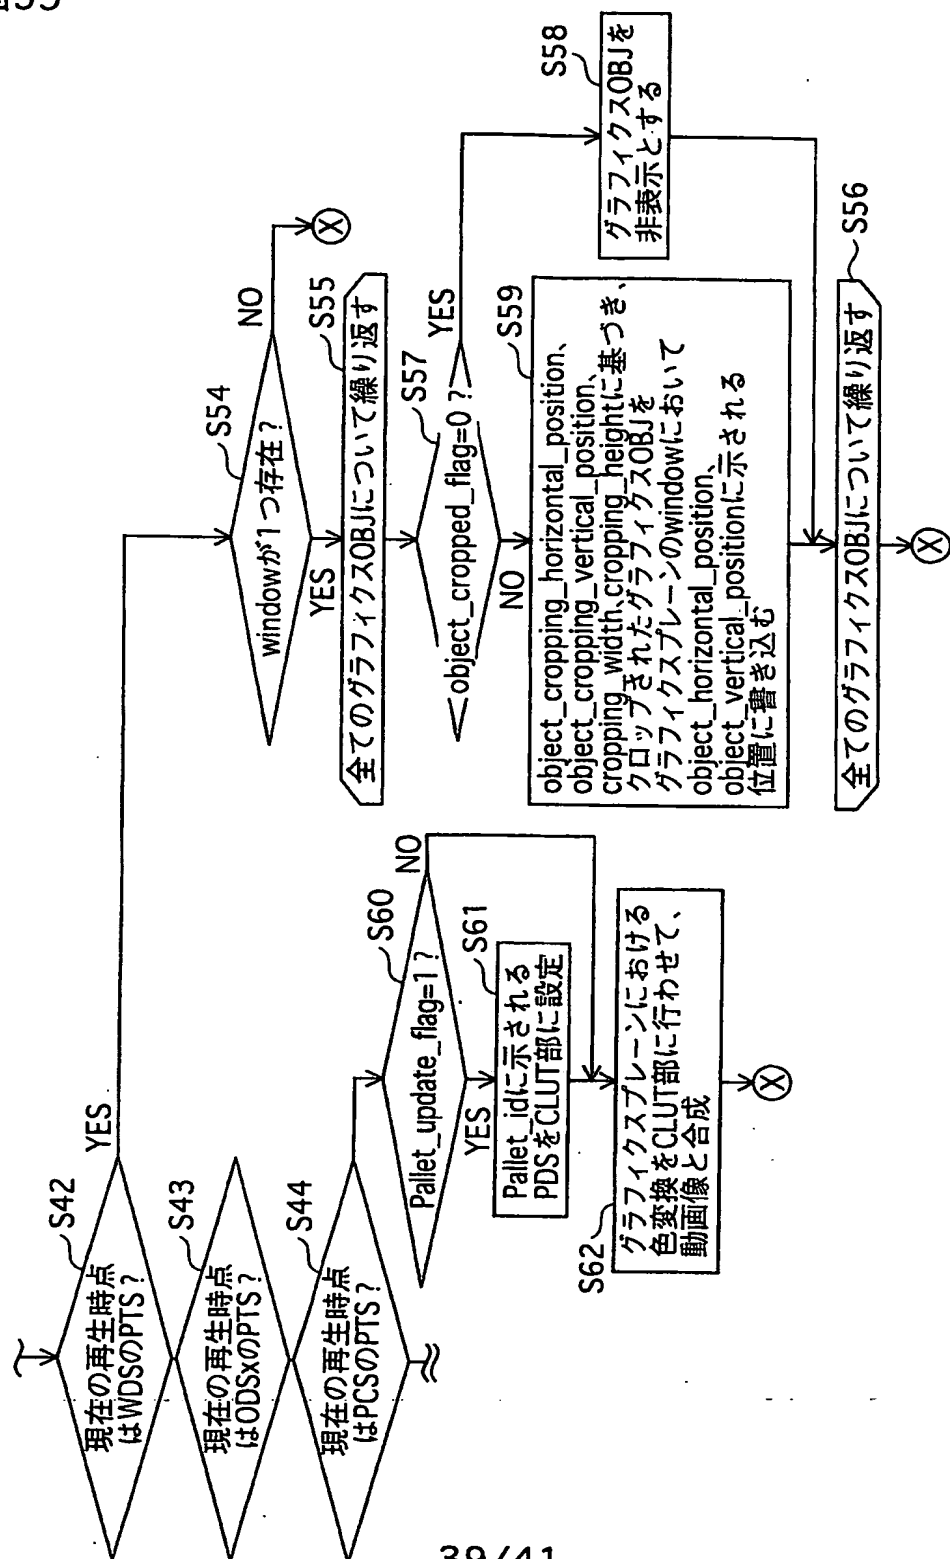 S42
現在の再生時点
はWDSのPTS?
YES
S43
現在の再生時点
はODSxのPTS?
S44
現在の再生時点
はPCSのPTS?
S54
windowが1つ存在?
NO
X
YES
S55
全てのグラフィクスOBJについて繰り返す
S57
object_cropped_flag=0?
YES
NO
S58
グラフィクスOBJを
非表示とする
S59
object_cropping_horizontal_position、
object_cropping_vertical_position、
cropping_width、cropping_heightに基づき、
クロップされたグラフィクスOBJを
グラフィクスプレーンのwindowにおいて
object_horizontal_position、
object_vertical_positionに示される
位置に書き込む
S56
全てのグラフィクスOBJについて繰り返す
X
S60
Pallet_update_flag=1?
NO
YES
S61
Pallet_idに示される
PDSをCLUT部に設定
S62
グラフィクスプレーンにおける
色変換をCLUT部に行わせて、
動画像と合成
X
39/41